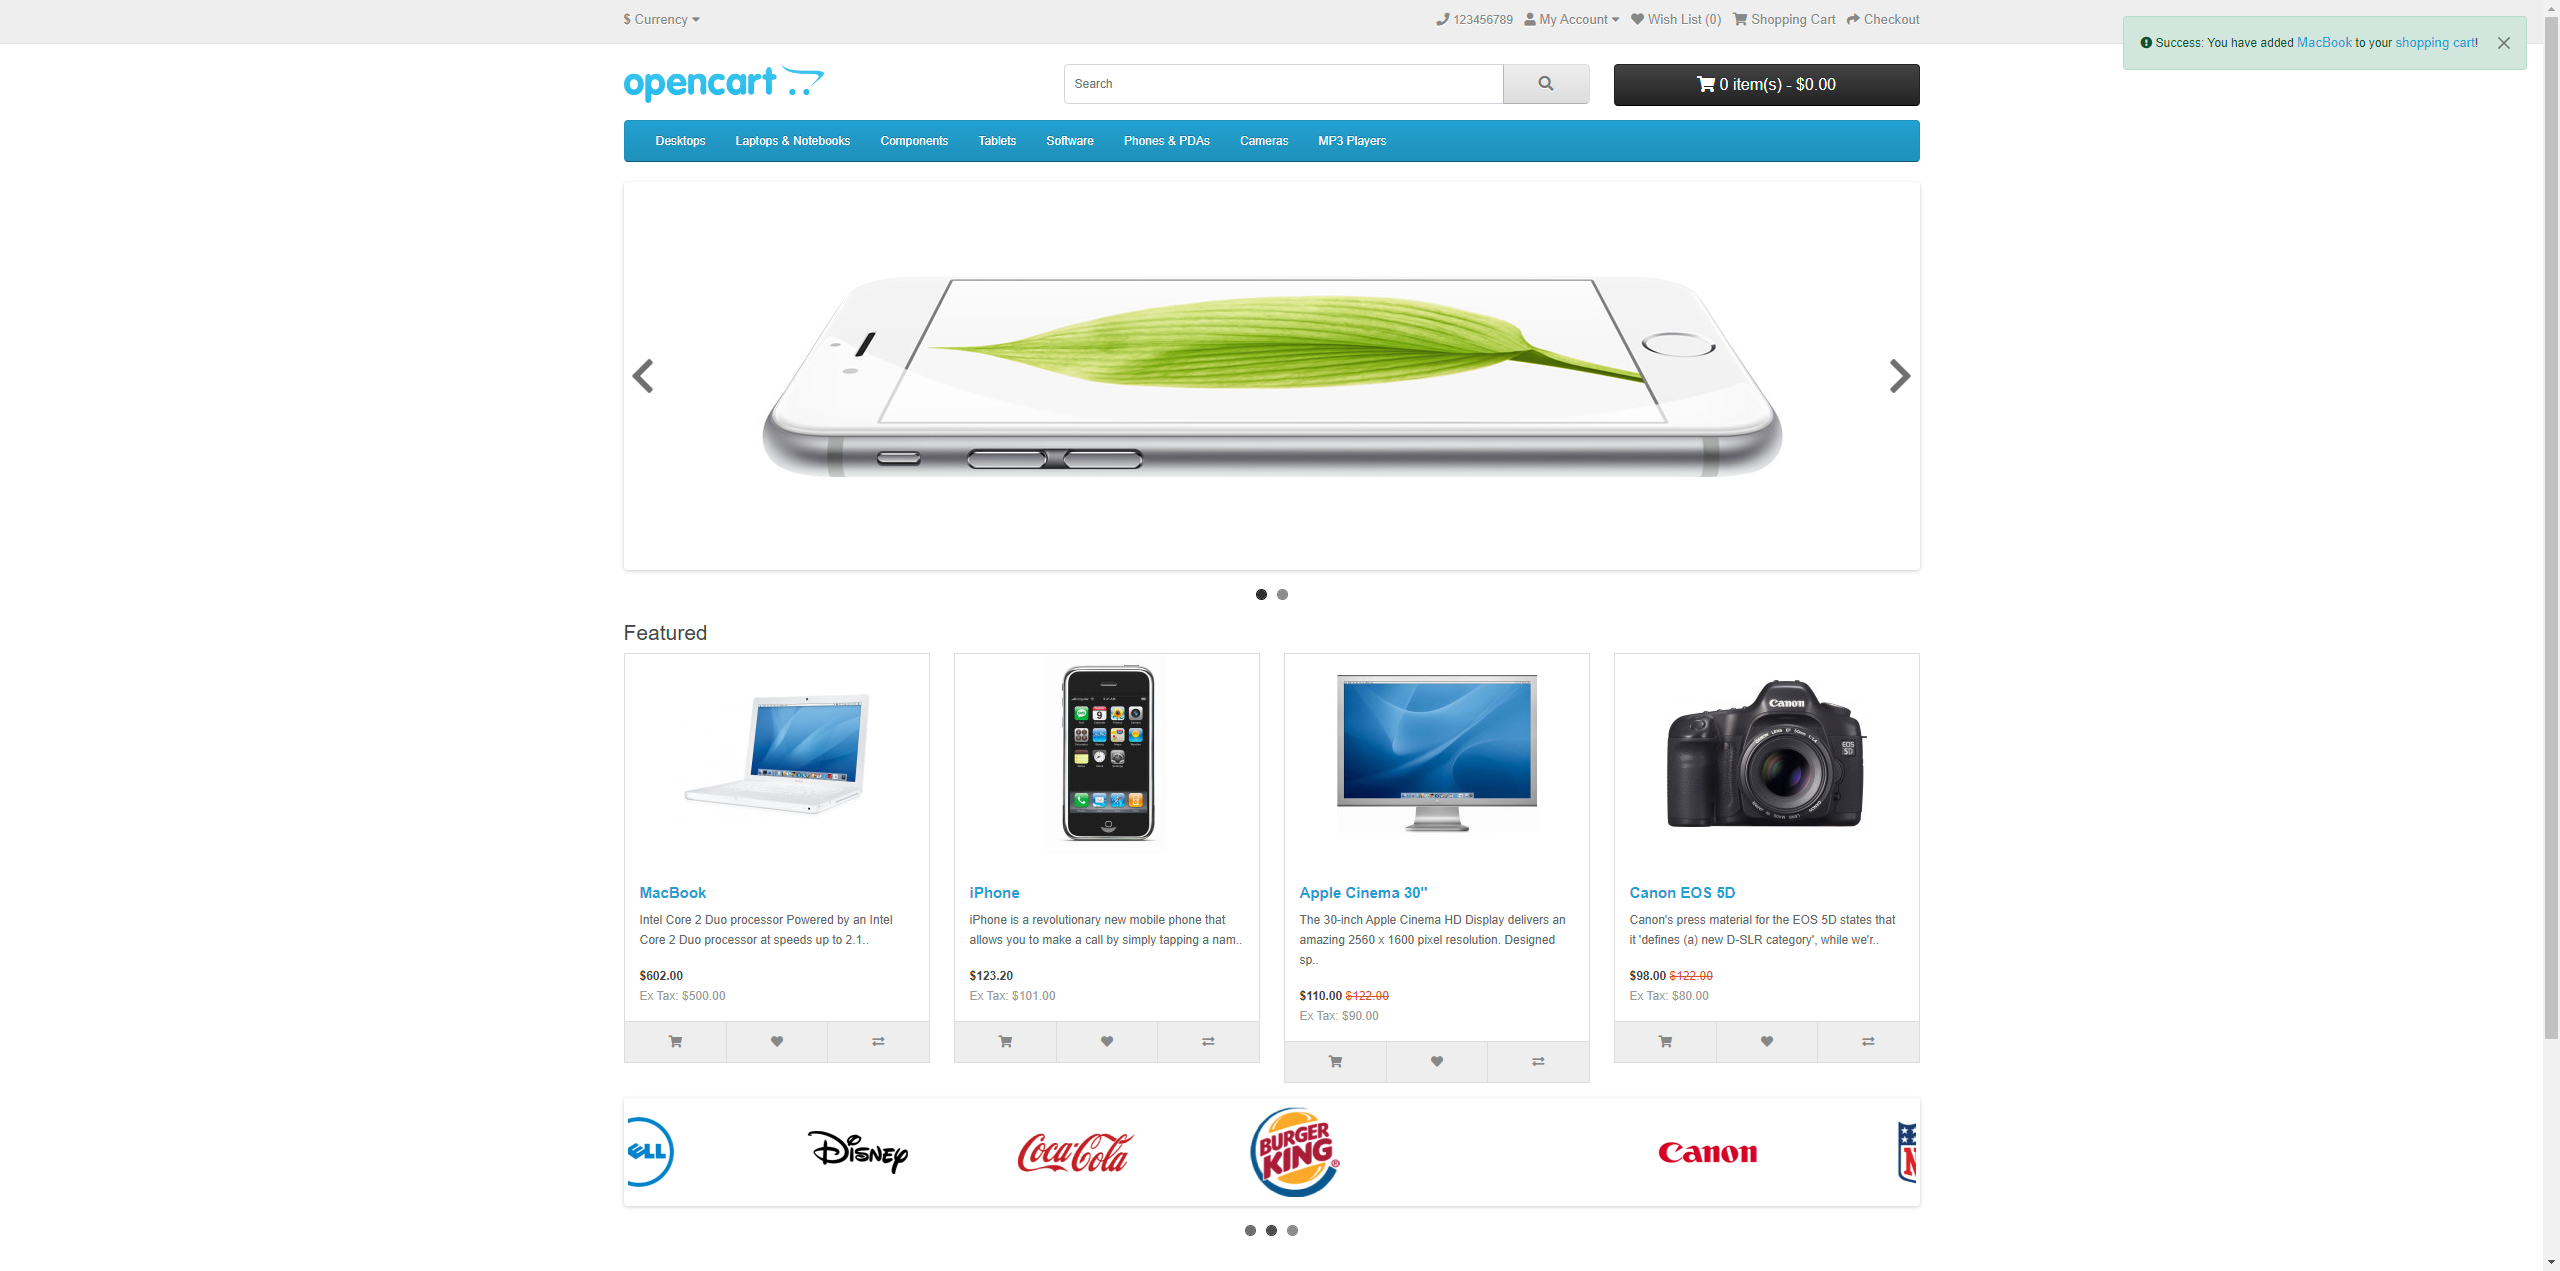 $ Currency
123456789 My Account Wish List (0) Shopping Cart Checkout
Success: You have added MacBook to your shopping cart!
opencart
Search
0 item(s) - $0.00
Desktops Laptops & Notebooks Components Tablets Software Phones & PDAs Cameras MP3 Players
Featured
Canon
EOS
5D
MacBook
Intel Core 2 Duo processor Powered by an Intel
Core 2 Duo processor at speeds up to 2.1..
$602.00
Ex Tax: $500.00
iPhone
iPhone is a revolutionary new mobile phone that
allows you to make a call by simply tapping a nam..
$123.20
Ex Tax: $101.00
Apple Cinema 30"
The 30-inch Apple Cinema HD Display delivers an
amazing 2560 x 1600 pixel resolution. Designed
sp..
$110.00 $122.00
Ex Tax: $90.00
Canon EOS 5D
Canon's press material for the EOS 5D states that
it 'defines (a) new D-SLR category', while we'r..
$98.00 $122.00
Ex Tax: $80.00
ELL
Disney
Coca-Cola
BURGER
KING
Canon
N